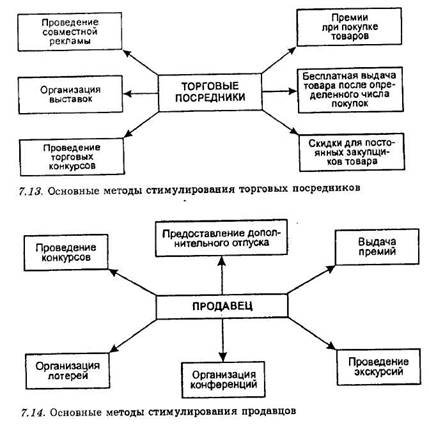 Проведение
совместной
рекламы
Премии
при покупке
товаров
Организация
выставок
ТОРГОВЫЕ
ПОСРЕДНИКИ
Бесплатная выдача
товара после опре-
деленного числа
покупок
Проведение
торговых
конкурсов
Скидки для посто-
янных закупщи-
ков товара
7.13. Основные методы стимулирования торговых посредников
Проведение
конкурсов
Предоставление допол-
нительного отпуска
Выдача
премий
ПРОДАВЕЦ
Организация
лотерей
Организация
конференций
Проведение
экскурсий
7.14. Основные методы стимулирования продавцов